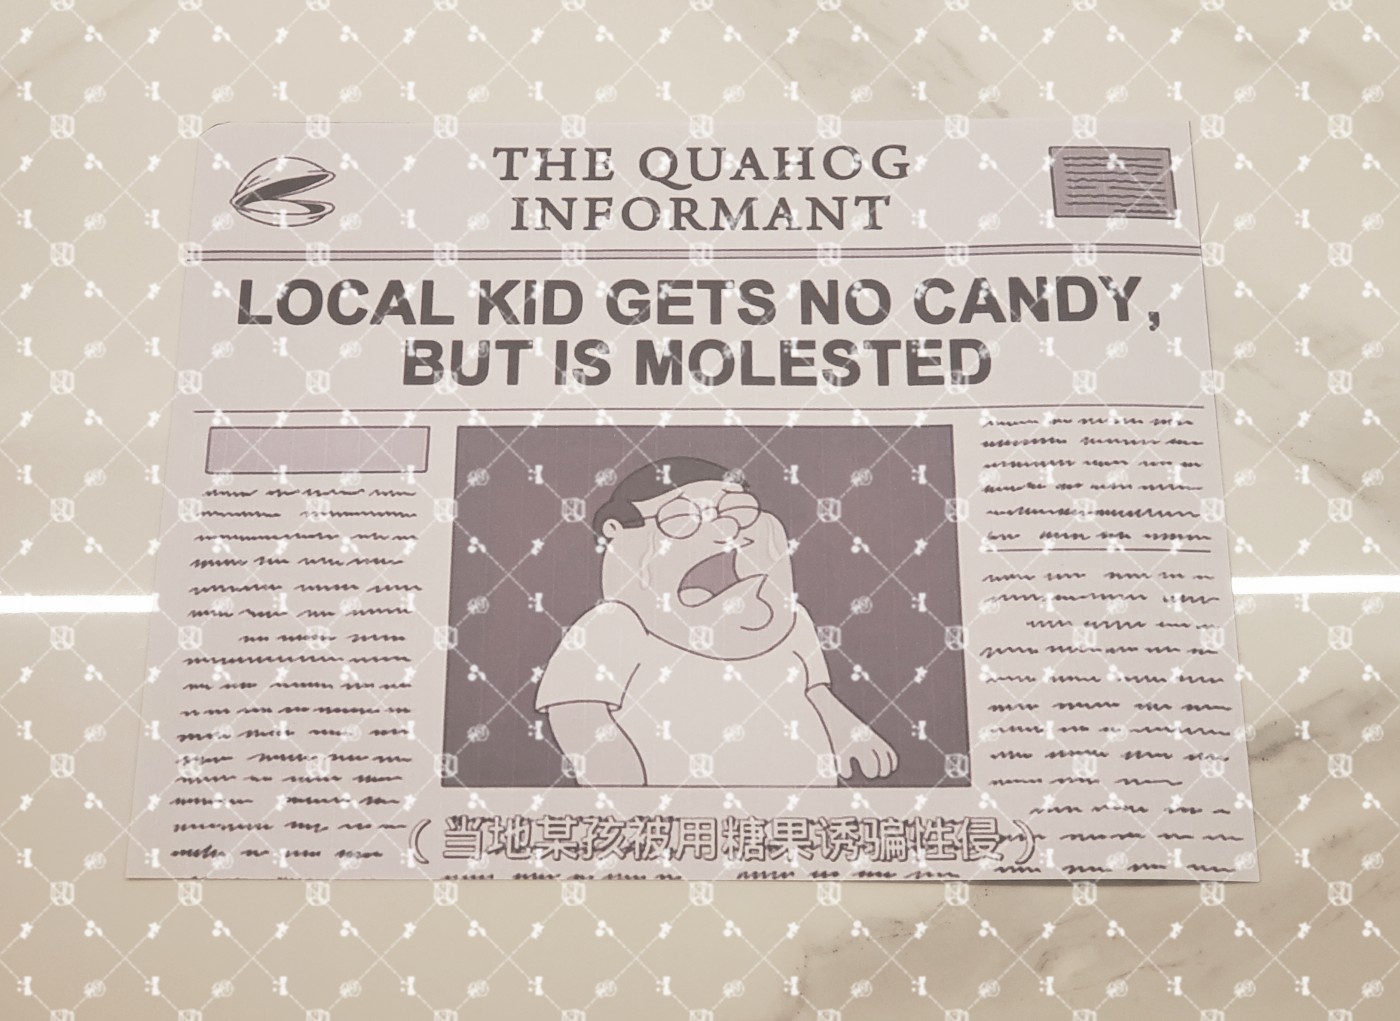 THE QUAHOG
INFORMANT
LOCAL KID GETS NO CANDY,
BUT IS MOLESTED
(当地某孩被用糖果诱骗性侵)